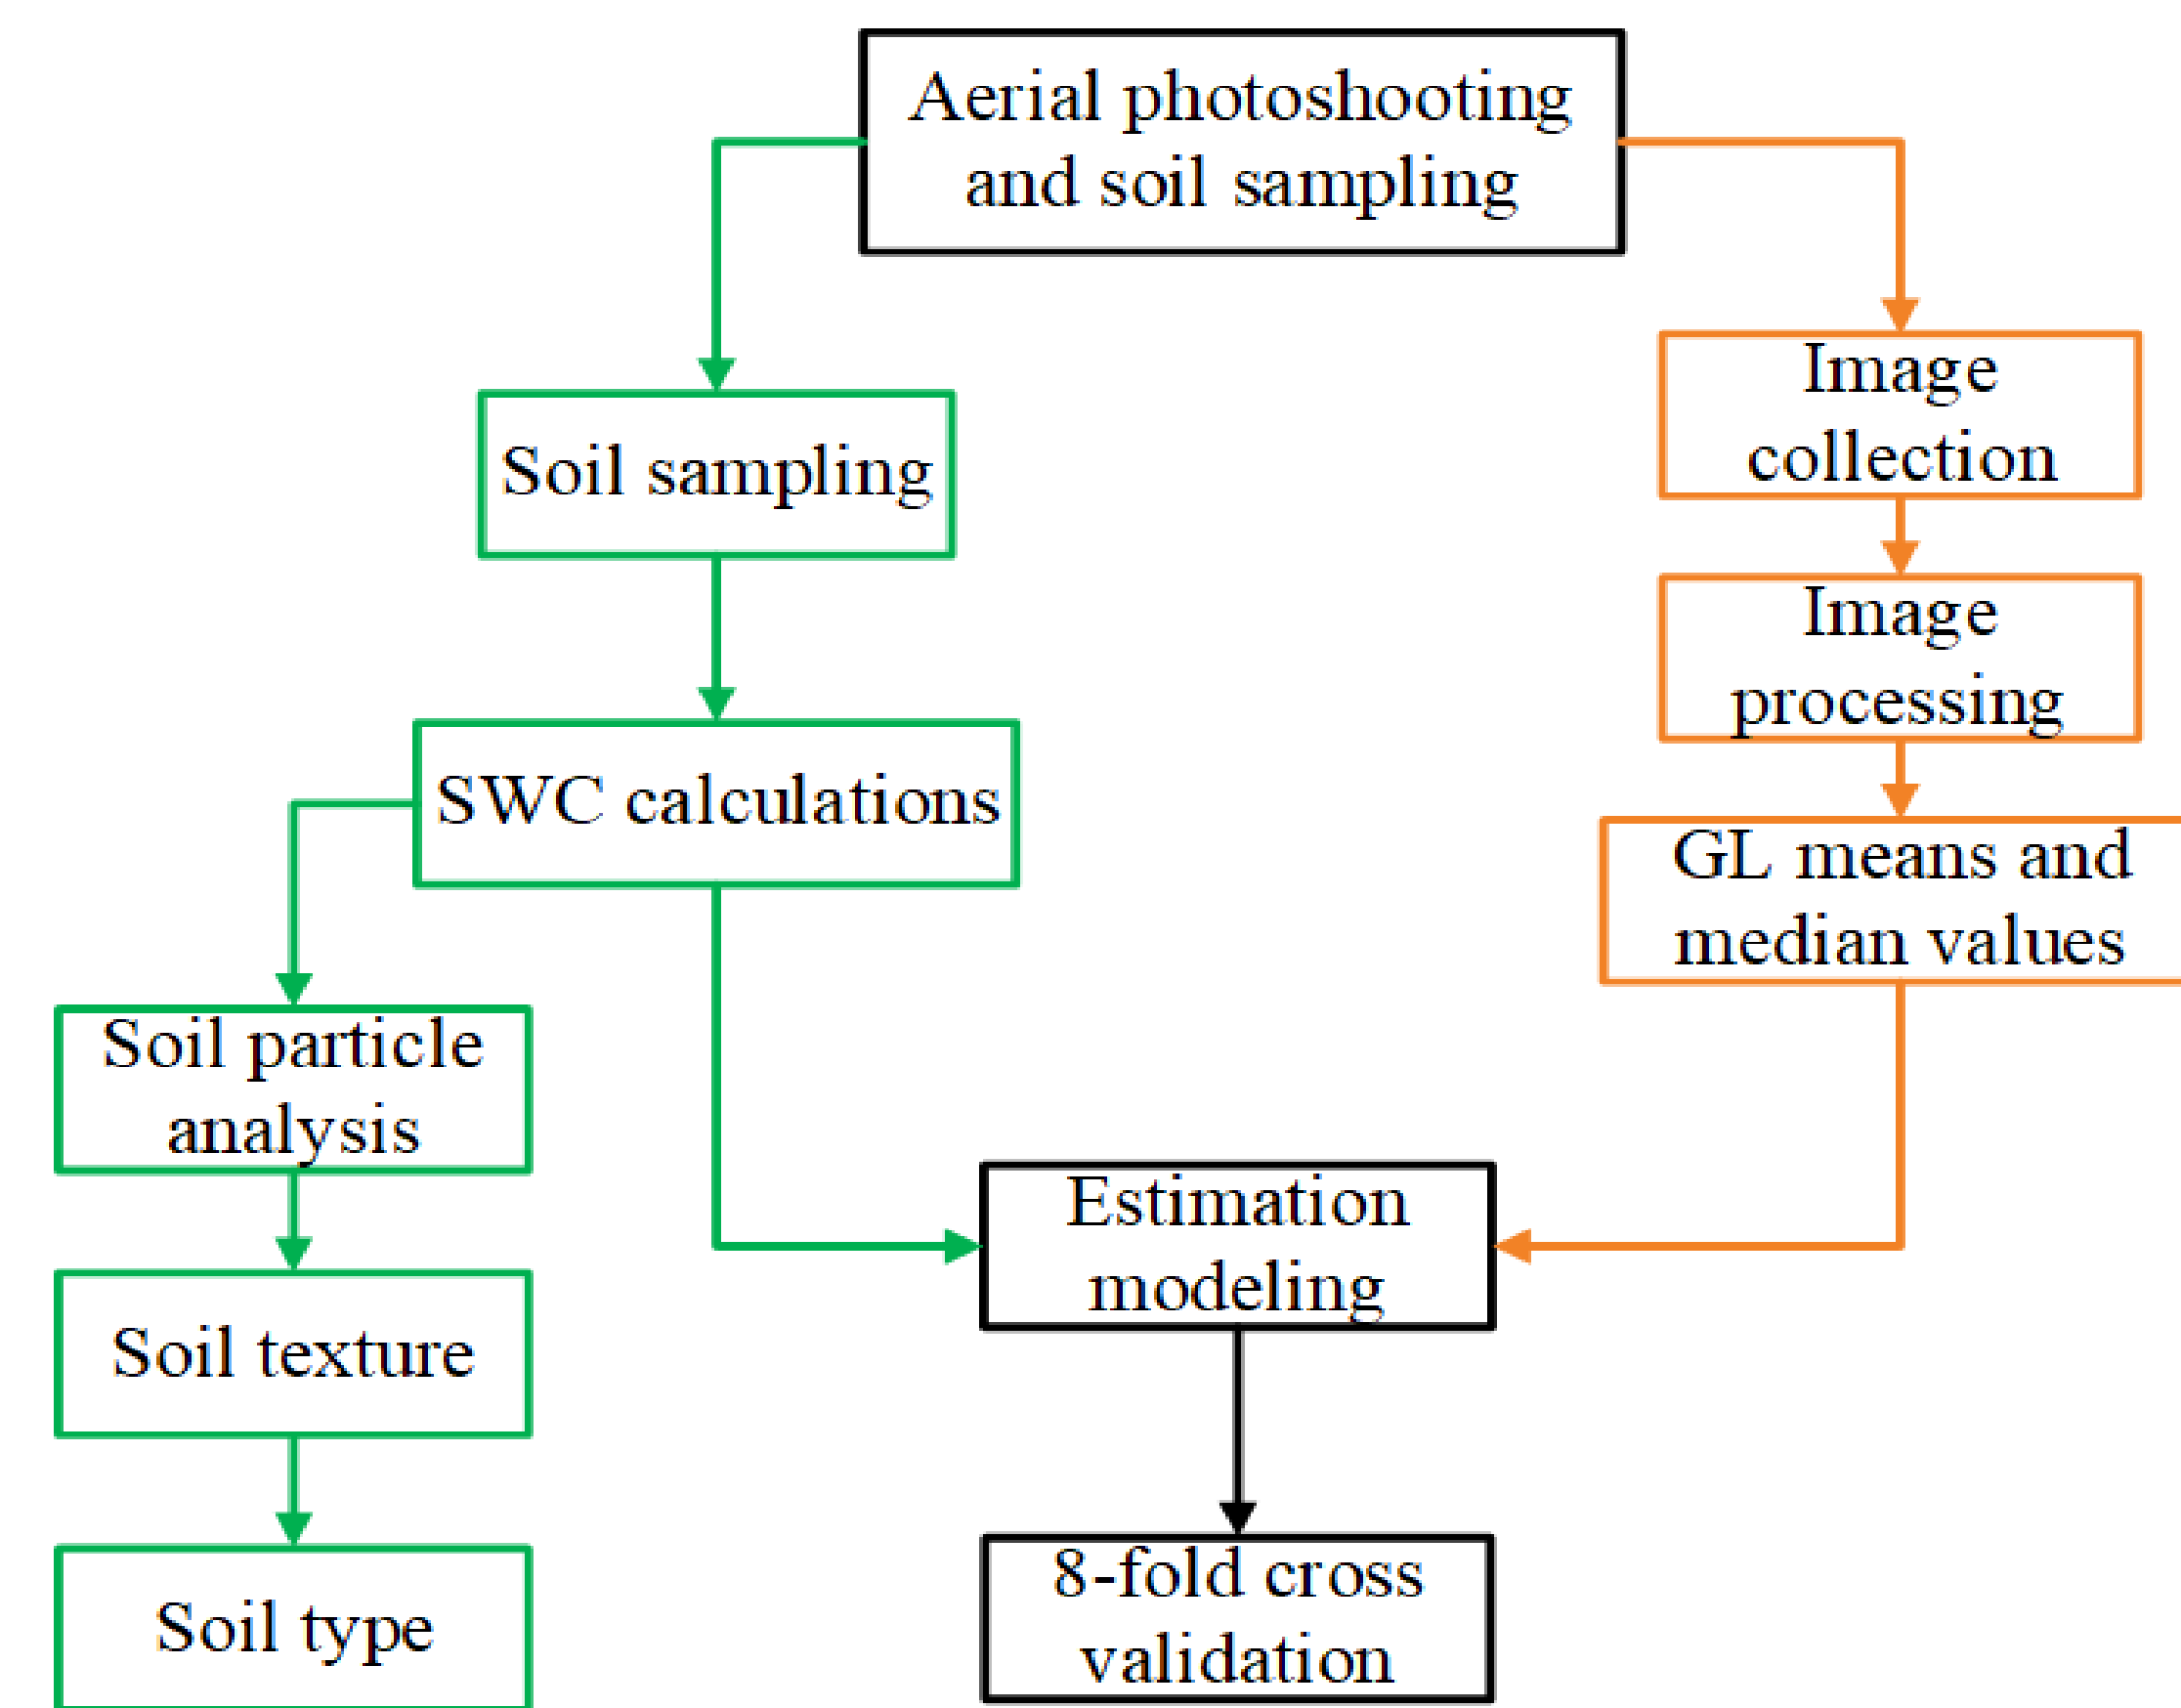 Aerial photoshooting
and soil sampling
Image
collection
Soil sampling
Image
processing
SWC calculations
GL means and
median values
Soil particle
analysis
Estimation
modeling
Soil texture
8-fold cross
validation
Soil type